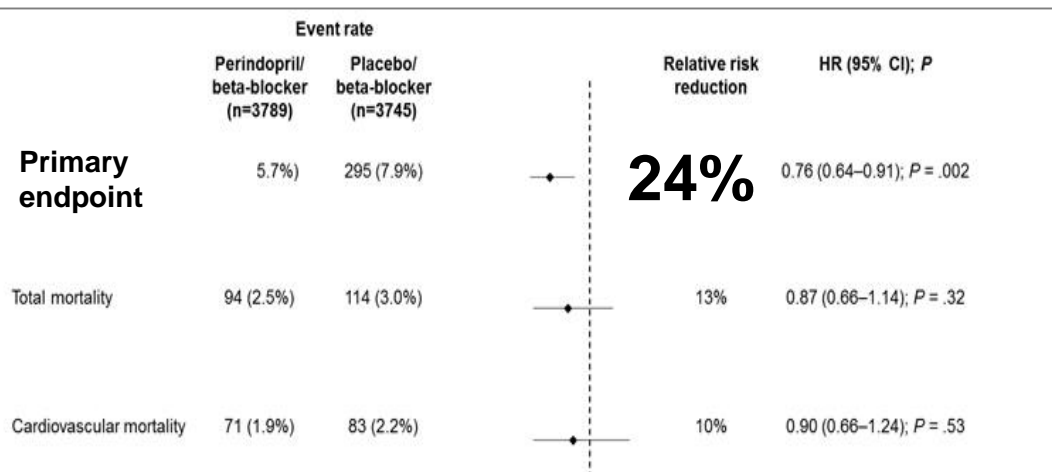 Event rate
Perindopril/
beta-blocker
(n=3789)
Placebo/
beta-blocker
(n=3745)
Relative risk
reduction
HR (95% CI); P
Primary
endpoint
5.7%)
295 (7.9%)
24%
0.76 (0.64–0.91); P = .002
Total mortality
94 (2.5%)
114 (3.0%)
13%
0.87 (0.66–1.14); P = .32
Cardiovascular mortality
71 (1.9%)
83 (2.2%)
10%
0.90 (0.66–1.24); P = .53